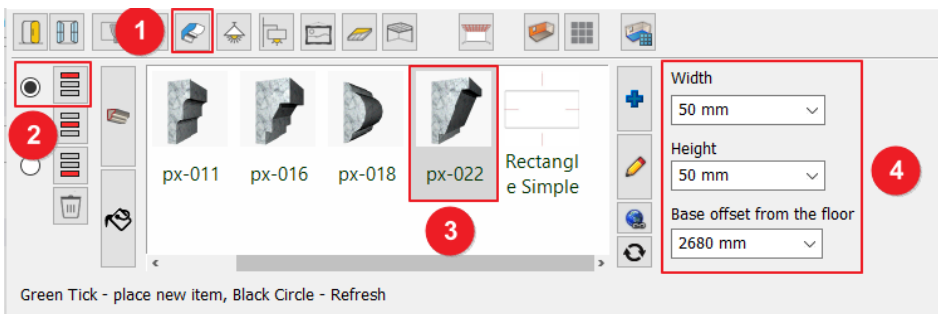 1
2
Width
50 mm
Height
50 mm
Base offset from the floor
2680 mm
4
px-011
px-016
px-018
px-022
Rectangl
e Simple
3
Green Tick - place new item, Black Circle - Refresh